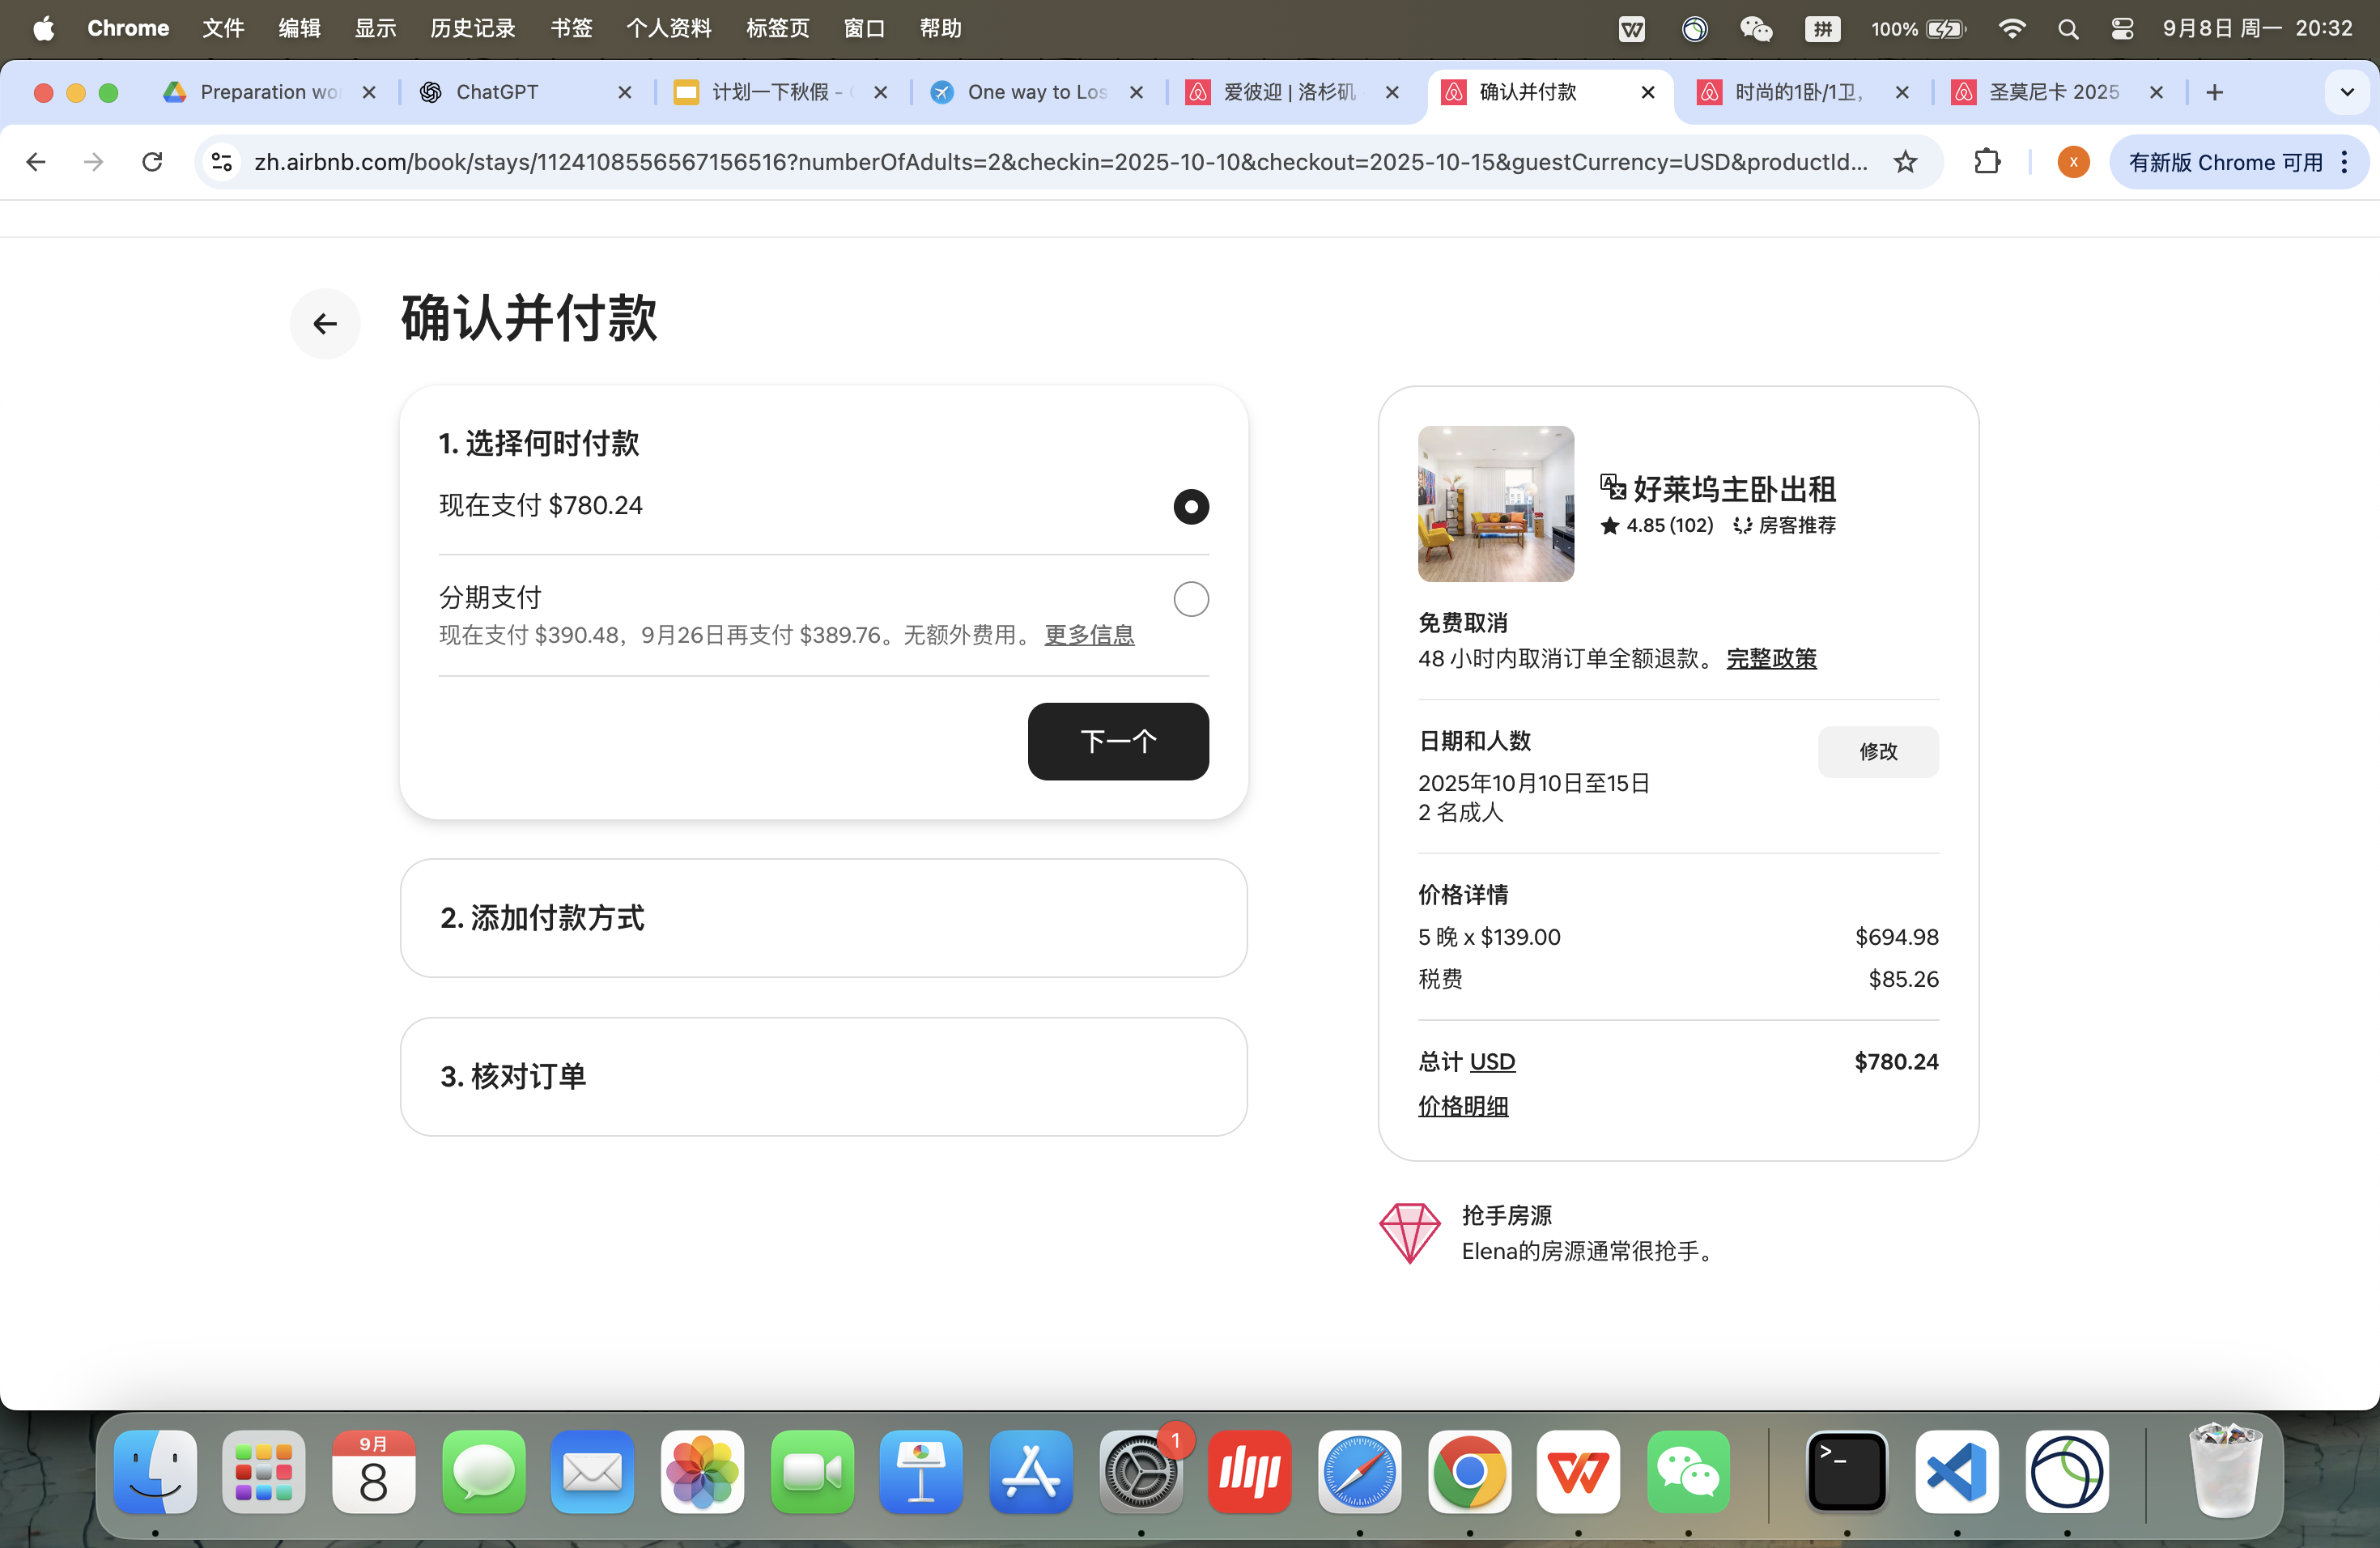 Chrome 文件 编辑 显示 历史记录 书签 个人资料 标签页 窗口 帮助 拼 100% 9月8日 周一 20:32
Preparation wo ChatGPT 计划一下秋假 - One way to Los 爱彼迎 | 洛杉矶 确认并付款 时尚的1卧/1卫, 圣莫尼卡 2025
zh.airbnb.com/book/stays/1124108556567156516?numberOfAdults=2&checkin=2025-10-10&checkout=2025-10-15&guestCurrency=USD&productId... X 有新版 Chrome 可用
确认并付款
1. 选择何时付款
现在支付 $780.24
分期支付
现在支付 $390.48，9月26日再支付 $389.76。无额外费用。 更多信息
下一个
2. 添加付款方式
3. 核对订单
好莱坞主卧出租
4.85 (102) 房客推荐
免费取消
48 小时内取消订单全额退款。 完整政策
日期和人数
修改
2025年10月10日至15日
2 名成人
价格详情
5 晚 x $139.00 $694.98
税费 $85.26
总计 USD $780.24
价格明细
抢手房源
Elena的房源通常很抢手。
9月
8
1